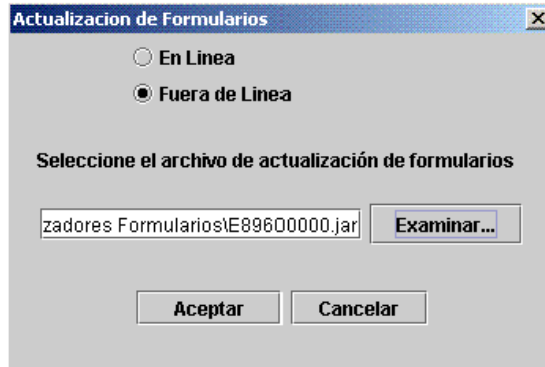 Actualizacion de Formularios
En Linea
Fuera de Linea
Seleccione el archivo de actualización de formularios
zadores Formularios\E89600000.jar Examinar...
Aceptar Cancelar